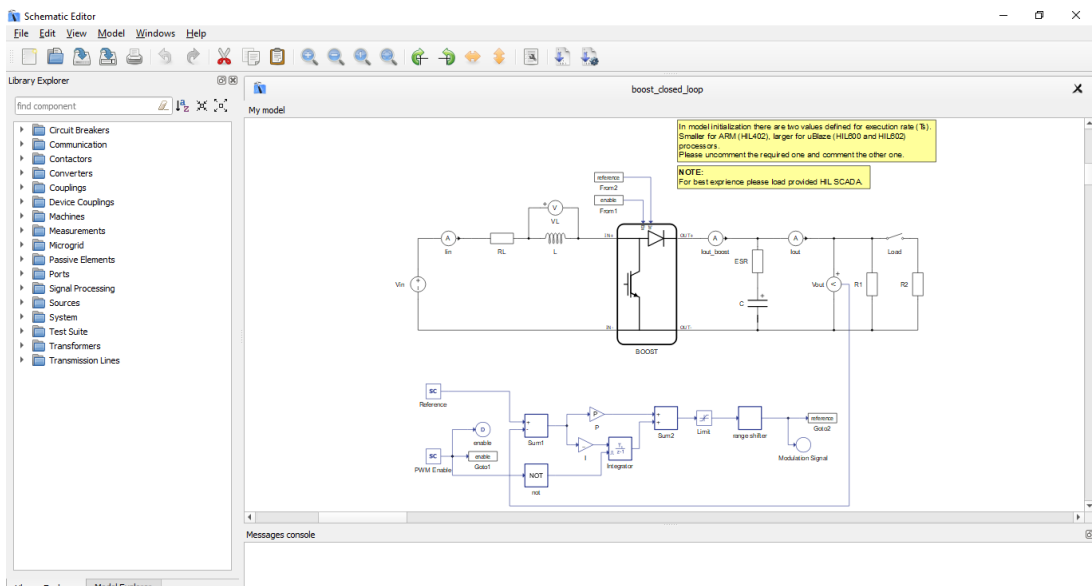 Schematic Editor
File Edit View Model Windows Help
Library Explorer
find component
Circuit Breakers
Communication
Contactors
Converters
Couplings
Device Couplings
Machines
Measurements
Microgrid
Passive Elements
Ports
Signal Processing
Sources
System
Test Suite
Transformers
Transmission Lines
boost_closed_loop
My model
In model initialization there are two values defined for execution rate (Ts).
Smaller for ARM (HIL402), larger for uBlaze (HIL600 and HIL602)
processors.
Please uncomment the required one and comment the other one.
NOTE:
For best exprience please load provided HIL SCADA.
reference
From2
enable
From1
V
VL
A
Iin
RL
L
IN+
OUT+
A
Iout_boost
A
Iout
Load
ESR
Vin
C
Vout
V
R1
R2
IN-
OUT-
BOOST
SC
Reference
SC
PWM Enable
D
enable
enable
Goto1
Sum1
NOT
not
P
P
I
Integrator
Sum2
Limit
range shifter
reference
Goto2
Modulation Signal
Messages console